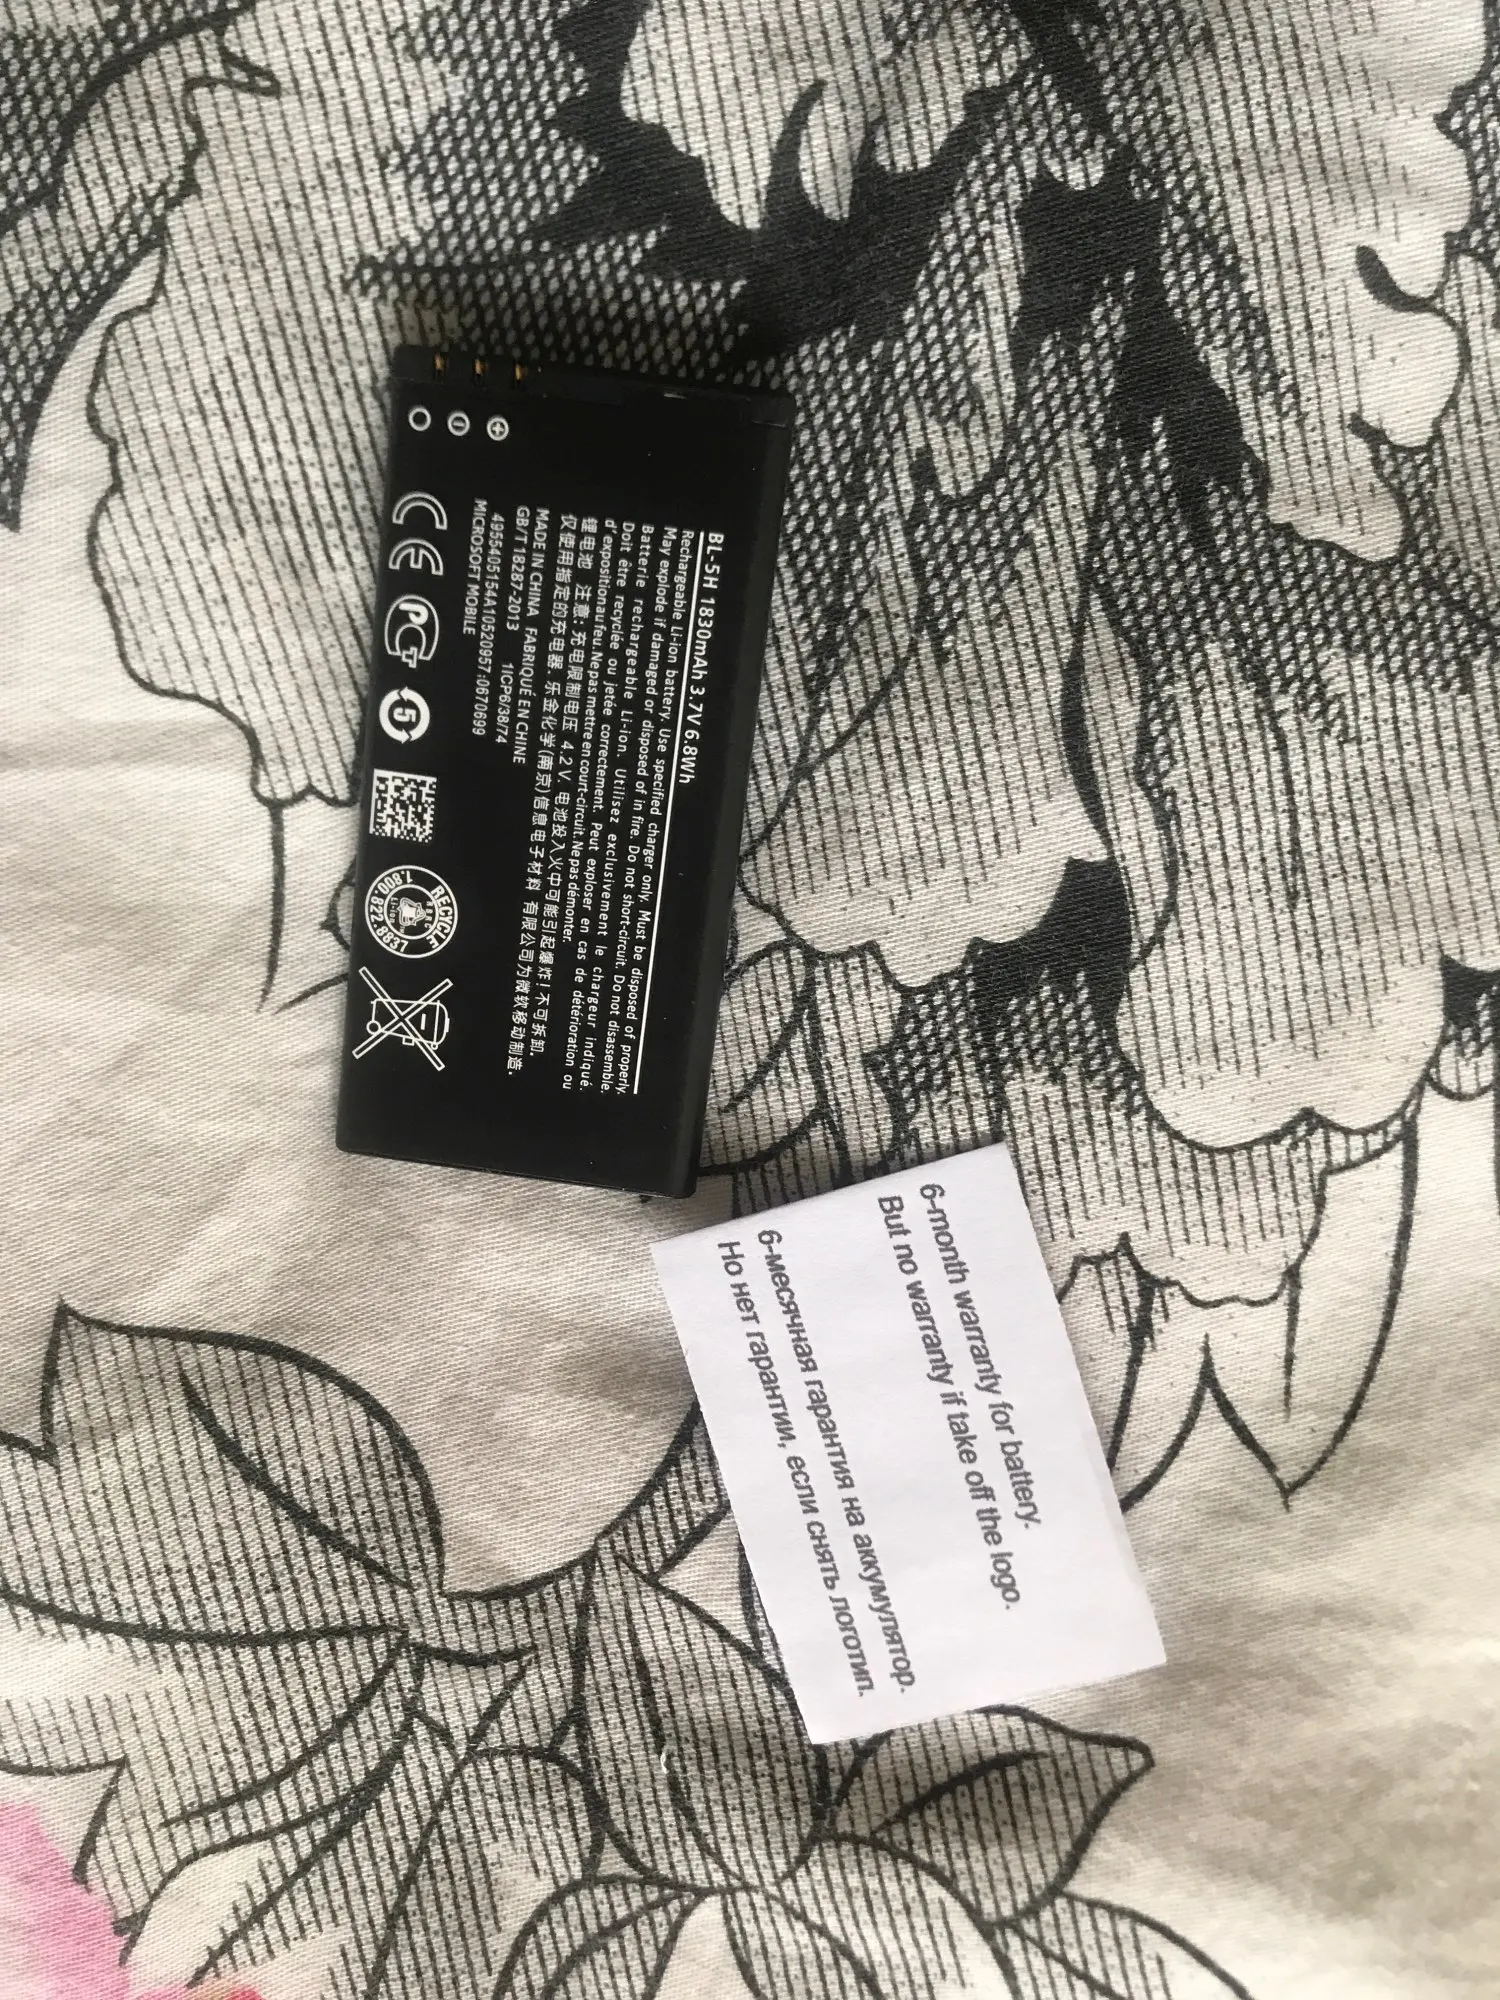 BL-5H 1830mAh 3.7V 6.8Wh
Rechargeable Li-ion battery. Use specified charger only. Must be disposed of properly.
May explode if damaged or disposed of in fire. Do not short-circuit. Do not disassemble.
Batterie rechargeable Li-ion. Utilisez exclusivement le chargeur indiqué.
Doit être recyclée ou jetée correctement. Peut exploser en cas de détérioration ou
d'exposition au feu. Ne pas mettre en court-circuit. Ne pas démonter.
锂电池 注意: 充电限制电压 4.2V. 电池投入火中可能引起爆炸! 不可拆卸.
仅使用指定的充电器. 乐金化学(南京)信息电子材料 有限公司为微软移动制造.
MADE IN CHINA FABRIQUÉ EN CHINE
GB/T 18287-2013 1ICP6/38/74
4955405154A10520957:0670699
MICROSOFT MOBILE
CE PCT 5
RECYCLE
RBRC
Li-Ion
1.800.822.8837
6-month warranty for battery.
But no warranty if take off the logo.
6-месячная гарантия на аккумулятор.
Но нет гарантии, если снять логотип.